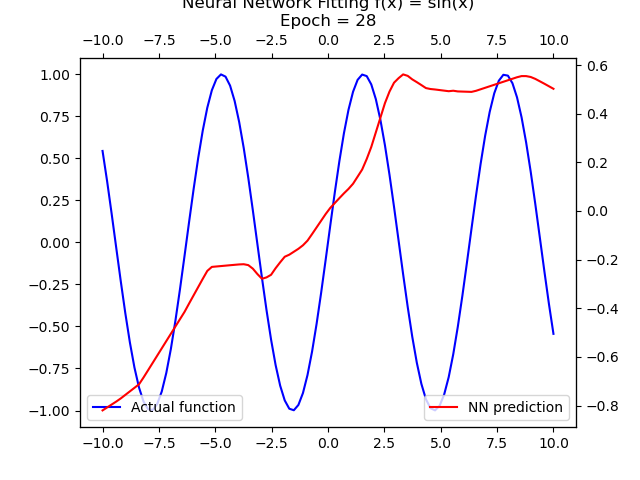 Neural Network Fitting f(x) = sin(x)
Epoch = 28
−10.0 −7.5 −5.0 −2.5 0.0 2.5 5.0 7.5 10.0
1.00
0.75
0.50
0.25
0.00
−0.25
−0.50
−0.75
−1.00
0.6
0.4
0.2
0.0
−0.2
−0.4
−0.6
−0.8
Actual function
NN prediction
−10.0 −7.5 −5.0 −2.5 0.0 2.5 5.0 7.5 10.0